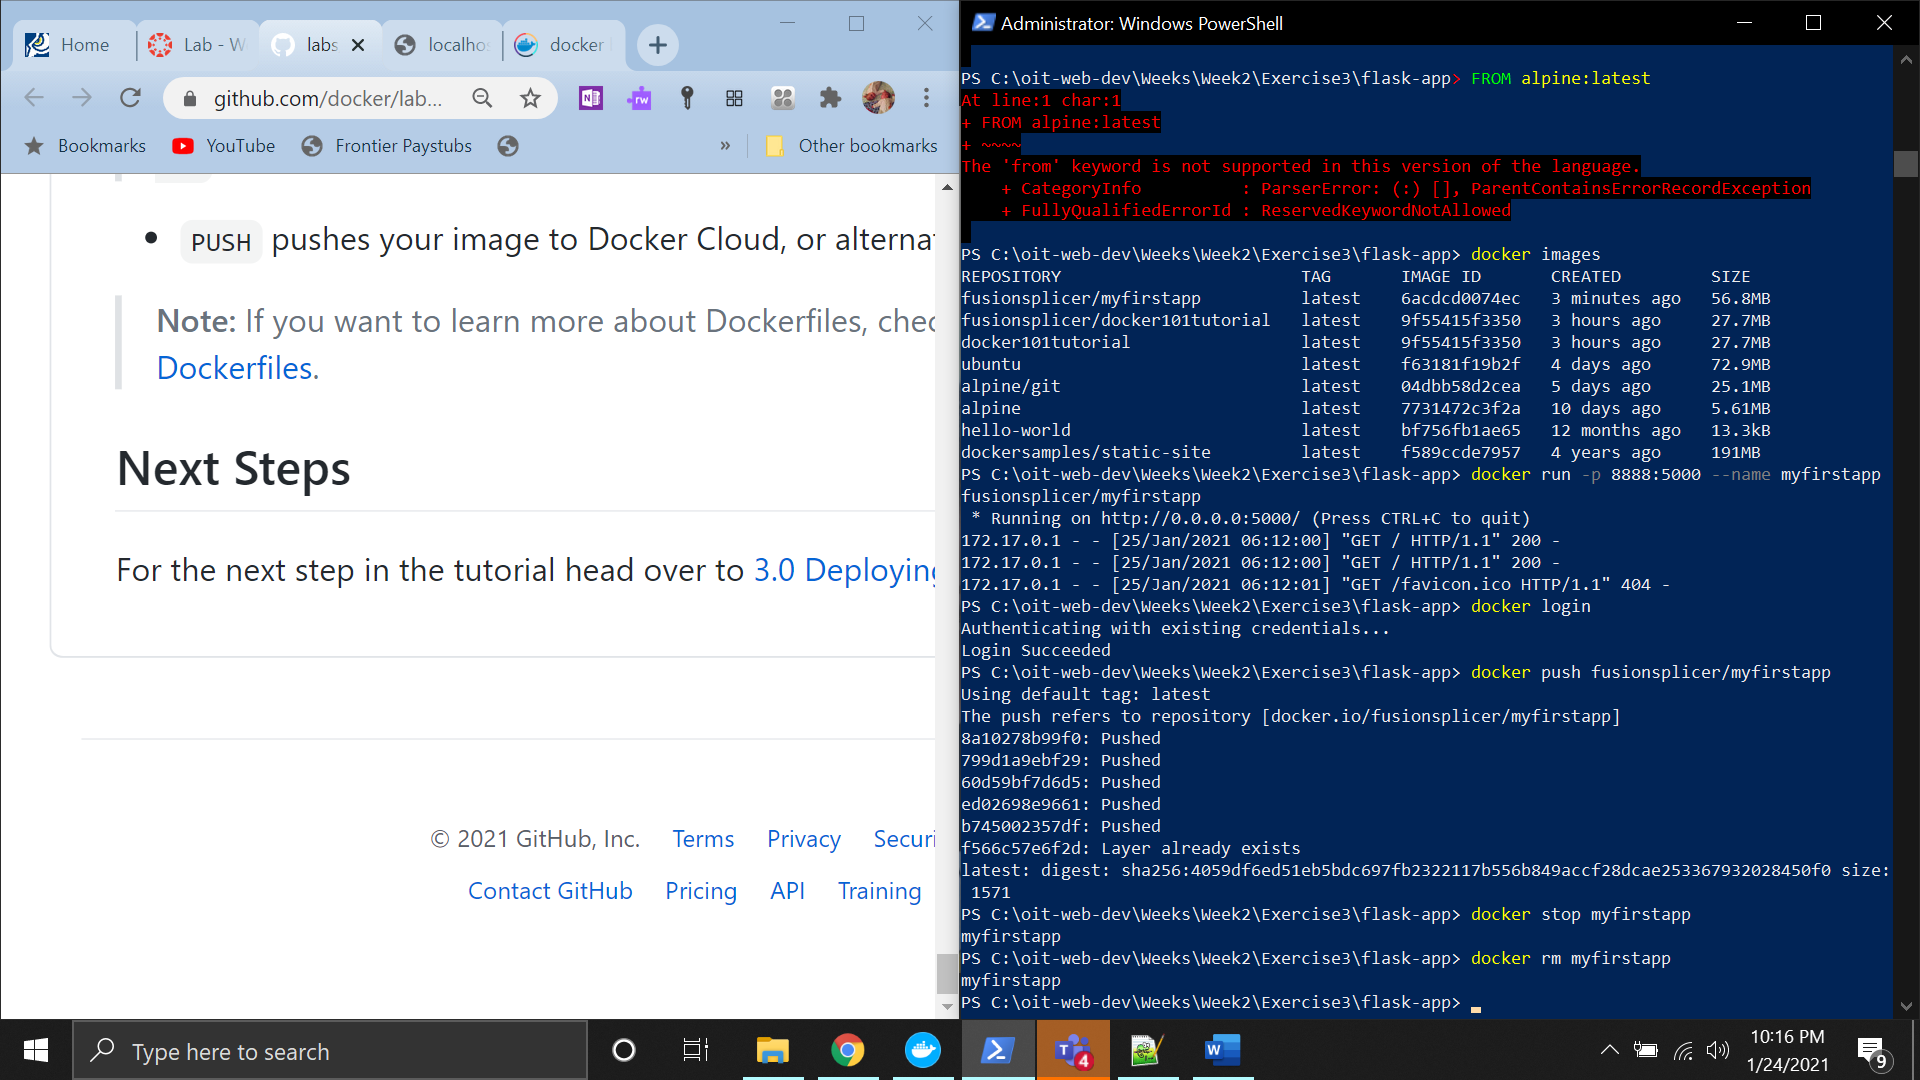 Home
Lab - W
labs
localhos
docker
github.com/docker/lab...
Bookmarks
YouTube
Frontier Paystubs
»
Other bookmarks
PUSH pushes your image to Docker Cloud, or alterna
Note: If you want to learn more about Dockerfiles, chec
Dockerfiles.
Next Steps
For the next step in the tutorial head over to 3.0 Deploying
© 2021 GitHub, Inc. Terms Privacy Securi
Contact GitHub Pricing API Training
Administrator: Windows PowerShell
PS C:\oit-web-dev\Weeks\Week2\Exercise3\flask-app> FROM alpine:latest
At line:1 char:1
+ FROM alpine:latest
+ ~~~~
The 'from' keyword is not supported in this version of the language.
    + CategoryInfo          : ParserError: (:) [], ParentContainsErrorRecordException
    + FullyQualifiedErrorId : ReservedKeywordNotAllowed
PS C:\oit-web-dev\Weeks\Week2\Exercise3\flask-app> docker images
REPOSITORY                        TAG       IMAGE ID       CREATED         SIZE
fusionsplicer/myfirstapp          latest    6acdcd0074ec   3 minutes ago   56.8MB
fusionsplicer/docker101tutorial   latest    9f55415f3350   3 hours ago     27.7MB
docker101tutorial                 latest    9f55415f3350   3 hours ago     27.7MB
ubuntu                            latest    f63181f19b2f   4 days ago      72.9MB
alpine/git                        latest    04dbb58d2cea   5 days ago      25.1MB
alpine                            latest    7731472c3f2a   10 days ago     5.61MB
hello-world                       latest    bf756fb1ae65   12 months ago   13.3kB
dockersamples/static-site         latest    f589ccde7957   4 years ago     191MB
PS C:\oit-web-dev\Weeks\Week2\Exercise3\flask-app> docker run -p 8888:5000 --name myfirstapp
fusionsplicer/myfirstapp
 * Running on http://0.0.0.0:5000/ (Press CTRL+C to quit)
172.17.0.1 - - [25/Jan/2021 06:12:00] "GET / HTTP/1.1" 200 -
172.17.0.1 - - [25/Jan/2021 06:12:00] "GET / HTTP/1.1" 200 -
172.17.0.1 - - [25/Jan/2021 06:12:01] "GET /favicon.ico HTTP/1.1" 404 -
PS C:\oit-web-dev\Weeks\Week2\Exercise3\flask-app> docker login
Authenticating with existing credentials...
Login Succeeded
PS C:\oit-web-dev\Weeks\Week2\Exercise3\flask-app> docker push fusionsplicer/myfirstapp
Using default tag: latest
The push refers to repository [docker.io/fusionsplicer/myfirstapp]
8a10278b99f0: Pushed
799d1a9ebf29: Pushed
60d59bf7d6d5: Pushed
ed02698e9661: Pushed
b745002357df: Pushed
f566c57e6f2d: Layer already exists
latest: digest: sha256:4059df6ed51eb5bdc697fb2322117b556b849accf28dcae253367932028450f0 size:
 1571
PS C:\oit-web-dev\Weeks\Week2\Exercise3\flask-app> docker stop myfirstapp
myfirstapp
PS C:\oit-web-dev\Weeks\Week2\Exercise3\flask-app> docker rm myfirstapp
myfirstapp
PS C:\oit-web-dev\Weeks\Week2\Exercise3\flask-app>
Type here to search
4
10:16 PM
1/24/2021
9